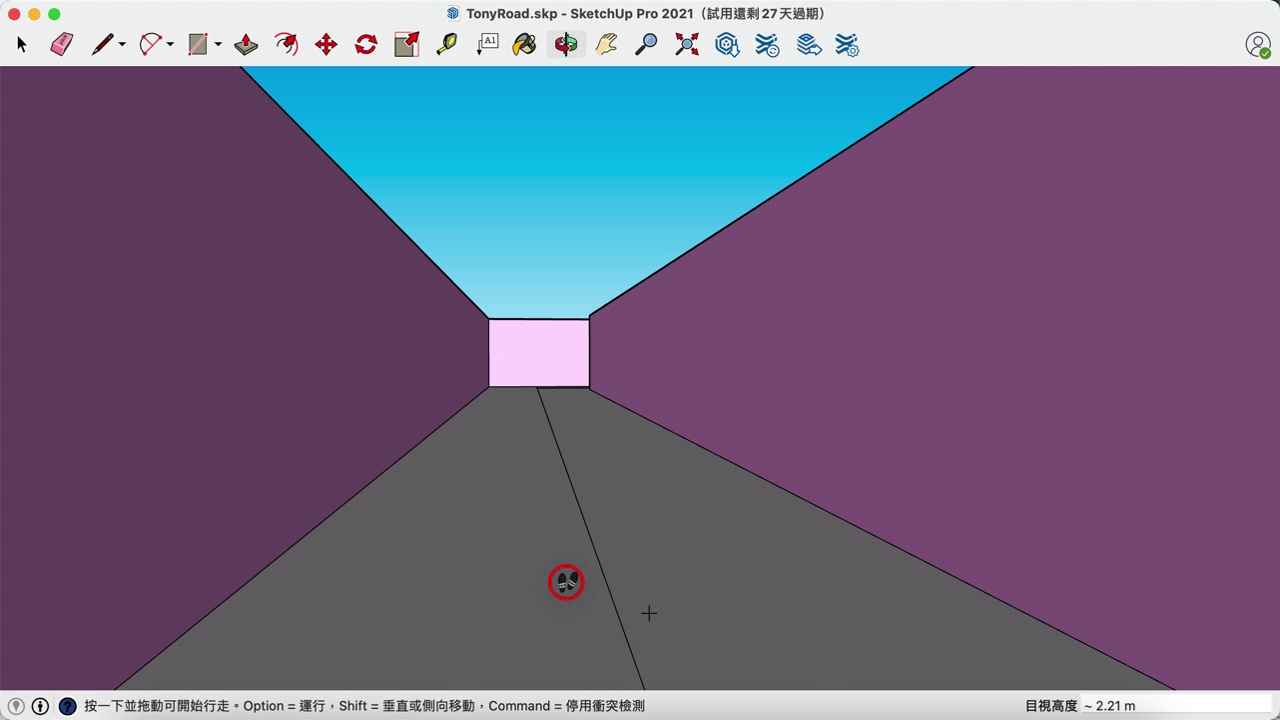 TonyRoad.skp - SketchUp Pro 2021（試用還剩 27 天過期）
A1
按一下並拖動可開始行走。Option = 運行，Shift = 垂直或側向移動，Command = 停用衝突檢測
目視高度 ~ 2.21 m